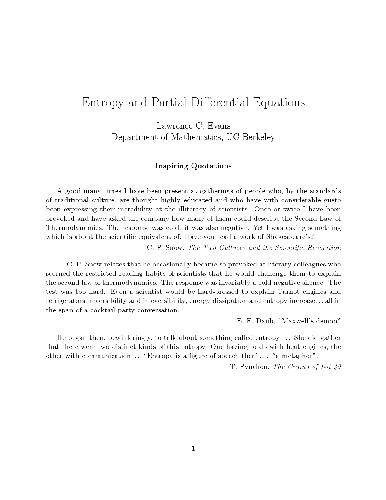 Entropy and Partial Differential Equations
Lawrence C. Evans
Department of Mathematics, UC Berkeley
Inspiring Quotations
A good many times I have been present at gatherings of people who, by the standards
of traditional culture, are thought highly educated and who have with considerable gusto
been expressing their incredulity at the illiteracy of scientists. Once or twice I have been
provoked and have asked the company how many of them could describe the Second Law of
Thermodynamics. The response was cold: it was also negative. Yet I was asking something
which is about the scientific equivalent of: Have you read a work of Shakespeare's?
C. P. Snow, The Two Cultures and the Scientific Revolution
C. P. Snow relates that he occasionally became so provoked at literary colleagues who
scorned the restricted reading habits of scientists that he would challenge them to explain
the second law of thermodynamics. The response was invariably a cold negative silence. The
test was too hard. Even a scientist would be hard-pressed to explain Carnot engines and
refrigerators, reversibility and irreversibility, energy dissipation and entropy increase... all in
the span of a cocktail party conversation.
E. E. Daub, "Maxwell's demon"
He began then, bewilderingly, to talk about something called entropy ... She did gather
that there were two distinct kinds of this entropy. One having to do with heat engines, the
other with communication... "Entropy is a figure of speech then"... "a metaphor".
T. Pynchon, The Crying of Lot 49
1